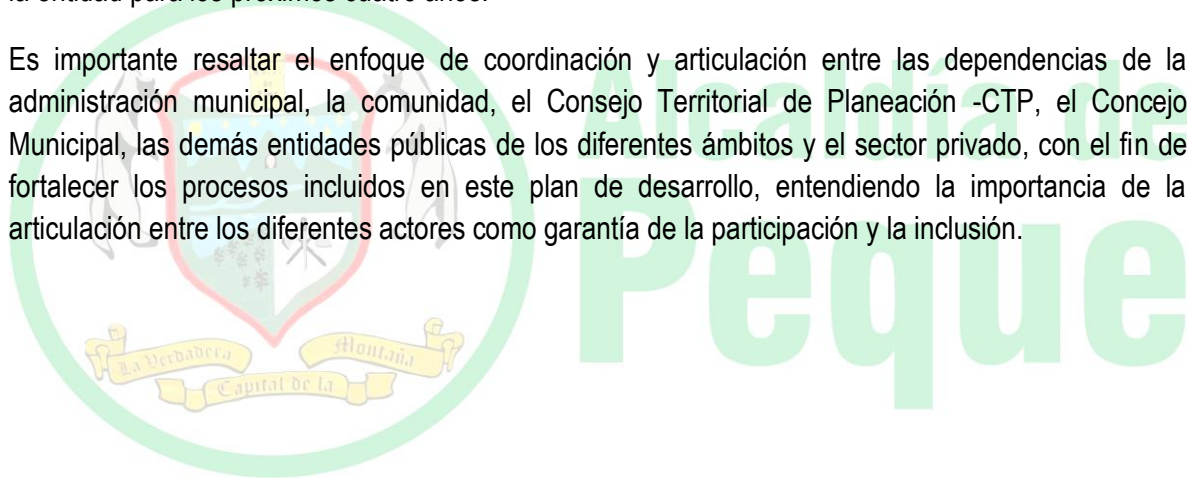 la entidad para los próximos cuatro años.
Es importante resaltar el enfoque de coordinación y articulación entre las dependencias de la
administración municipal, la comunidad, el Consejo Territorial de Planeación -CTP, el Concejo
Municipal, las demás entidades públicas de los diferentes ámbitos y el sector privado, con el fin de
fortalecer los procesos incluidos en este plan de desarrollo, entendiendo la importancia de la
articulación entre los diferentes actores como garantía de la participación y la inclusión.
Alcaldía de
Peque
La Verdadera
Capital de la
Montaña